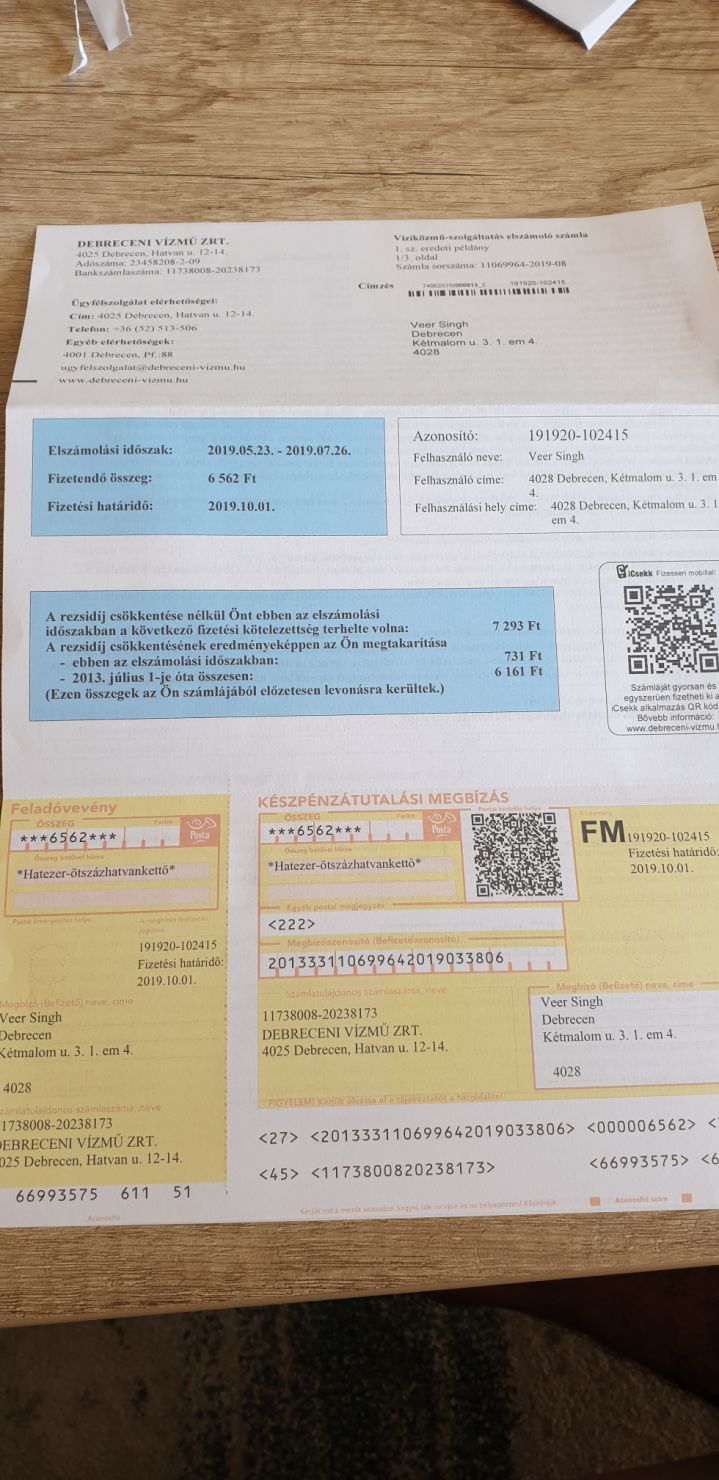 DEBRECENI VÍZMŰ ZRT.
4025 Debrecen, Hatvan u. 12-14.
Adószáma: 23458208-2-09
Bankszámlaszáma: 11738008-20238173
Víziközmű-szolgáltatás elszámoló számla
1. sz. eredeti példány
1/3. oldal
Számla sorszáma: 11069964-2019-08
Címzés
191920-102415
Ügyfélszolgálat elérhetőségei:
Cím: 4025 Debrecen, Hatvan u. 12-14.
Telefon: +36 (52) 513-506
Egyéb elérhetőségek:
4001 Debrecen, Pf.:88
ugyfelszolgalat@debreceni-vizmu.hu
www.debreceni-vizmu.hu
Veer Singh
Debrecen
Kétmalom u. 3. 1. em 4.
4028
Elszámolási időszak: 2019.05.23. - 2019.07.26.
Fizetendő összeg: 6 562 Ft
Fizetési határidő: 2019.10.01.
Azonosító: 191920-102415
Felhasználó neve: Veer Singh
Felhasználó címe: 4028 Debrecen, Kétmalom u. 3. 1. em
4.
Felhasználási hely címe: 4028 Debrecen, Kétmalom u. 3. 1
em 4.
A rezsidíj csökkentése nélkül Önt ebben az elszámolási
időszakban a következő fizetési kötelezettség terhelte volna: 7 293 Ft
A rezsidíj csökkentésének eredményeképpen az Ön megtakarítása
- ebben az elszámolási időszakban: 731 Ft
- 2013. július 1-je óta összesen: 6 161 Ft
(Ezen összegek az Ön számlájából előzetesen levonásra kerültek.)
iCsekk Fizessen mobillal!
Számláját gyorsan és
egyszerűen fizetheti ki a
iCsekk alkalmazás QR kód
Bővebb információ:
www.debreceni-vizmu.h
Feladóvevény
ÖSSZEG Forint
***6562***
Posta
Összeg betűvel kiírva
*Hatezer-ötszázhatvankettő*
191920-102415
Fizetési határidő:
2019.10.01.
Megbízó (Befizető) neve, címe
Veer Singh
Debrecen
Kétmalom u. 3. 1. em 4.
4028
zámlatulajdonos számlaszáma, neve
1738008-20238173
DEBRECENI VÍZMŰ ZRT.
025 Debrecen, Hatvan u. 12-14.
66993575 611 51
Azonosító
KÉSZPÉNZÁTUTALÁSI MEGBÍZÁS
ÖSSZEG Forint
***6562***
Posta
Postai kódolás helye
Összeg betűvel kiírva
*Hatezer-ötszázhatvankettő*
Egyéb postai megjegyzés
<222>
Megbízóazonosító (Befizetőazonosító)
201333110699642019033806
FM 191920-102415
Fizetési határidő:
2019.10.01.
Számlatulajdonos számlaszáma, neve
11738008-20238173
DEBRECENI VÍZMŰ ZRT.
4025 Debrecen, Hatvan u. 12-14.
Megbízó (Befizető) neve, címe
Veer Singh
Debrecen
Kétmalom u. 3. 1. em 4.
4028
FIGYELEM! Kérjük olvassa el a tájékoztatót a hátoldalon!
<27> <201333110699642019033806> <000006562> <
<45> <1173800820238173> <66993575> <6
Kérjük ezt a mezőt szabadon hagyni, ide ne írjon és ne bélyegezzen! Köszönjük
Azonosító szám